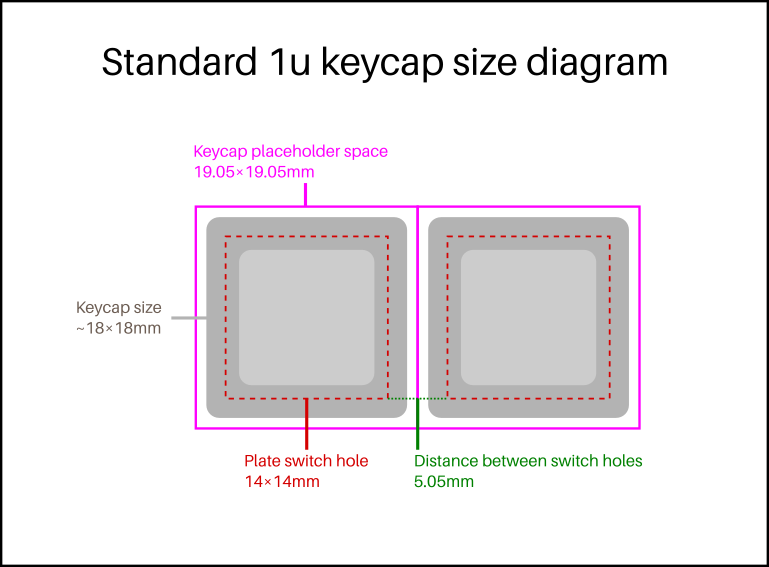 Standard 1u keycap size diagram
Keycap placeholder space
19.05×19.05mm
Keycap size
~18×18mm
Plate switch hole
14×14mm
Distance between switch holes
5.05mm